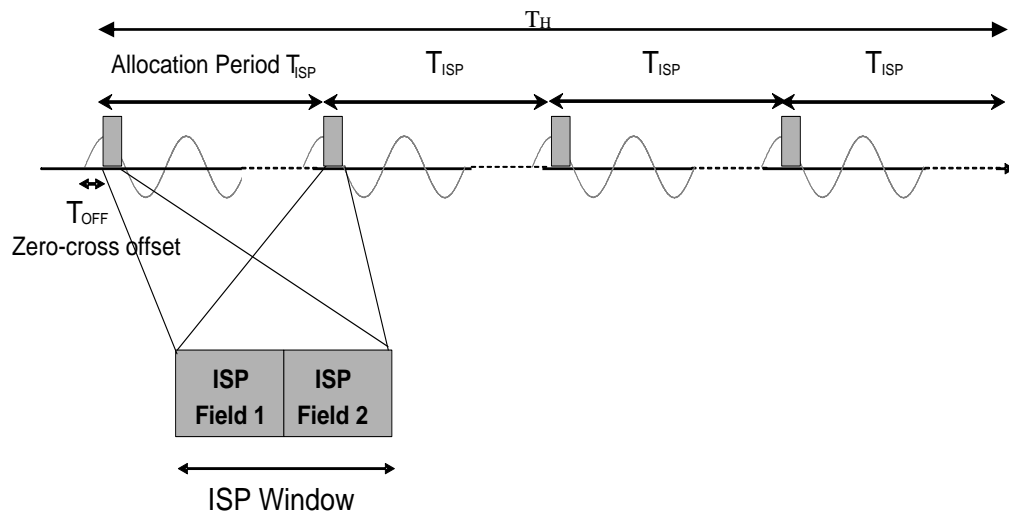 TH
Allocation Period TISP
TISP
TISP
TISP
TOFF
Zero-cross offset
ISP
Field 1
ISP
Field 2
ISP Window